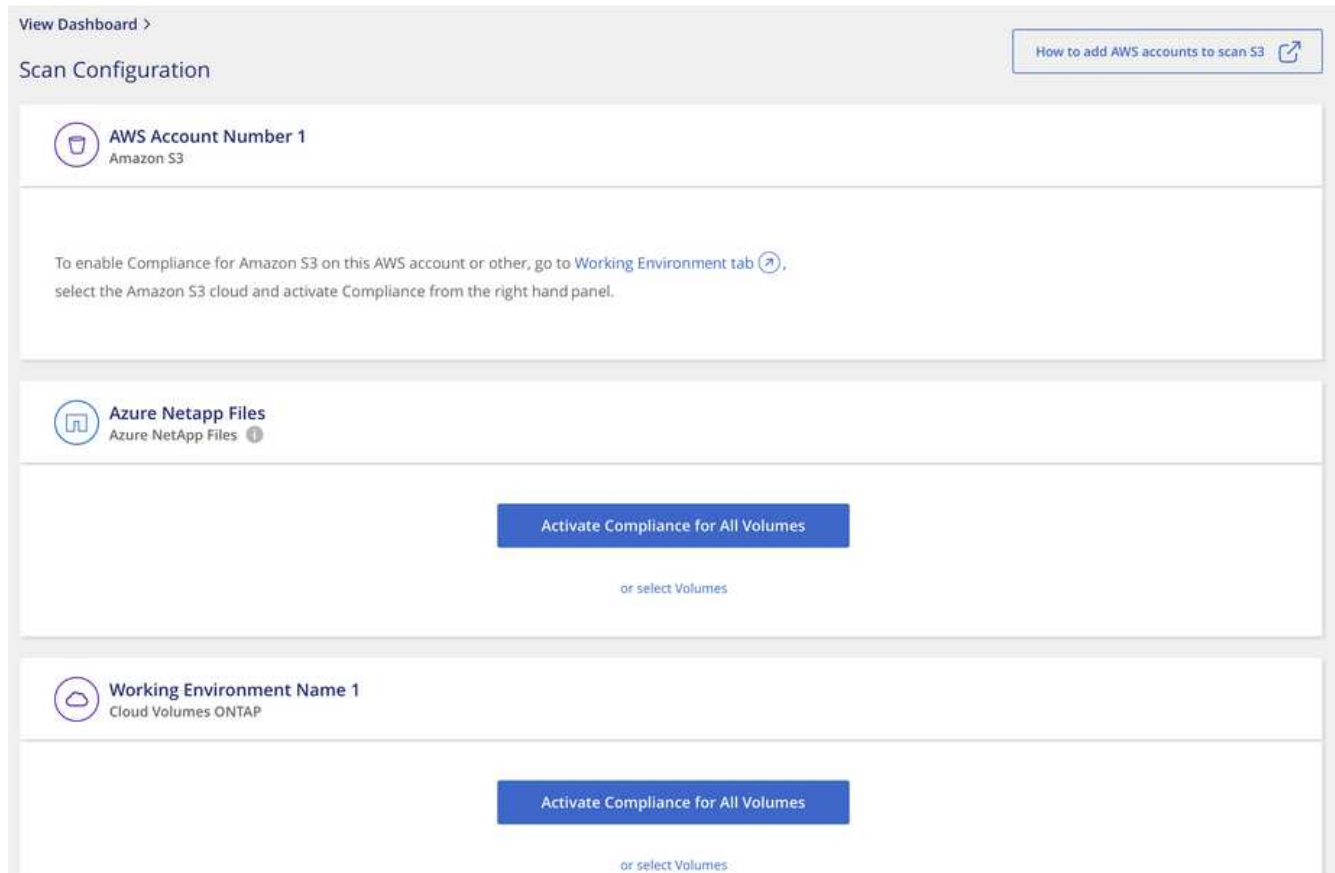 View Dashboard >
How to add AWS accounts to scan S3
Scan Configuration
AWS Account Number 1
Amazon S3
To enable Compliance for Amazon S3 on this AWS account or other, go to Working Environment tab,
select the Amazon S3 cloud and activate Compliance from the right hand panel.
Azure Netapp Files
Azure NetApp Files i
Activate Compliance for All Volumes
or select Volumes
Working Environment Name 1
Cloud Volumes ONTAP
Activate Compliance for All Volumes
or select Volumes